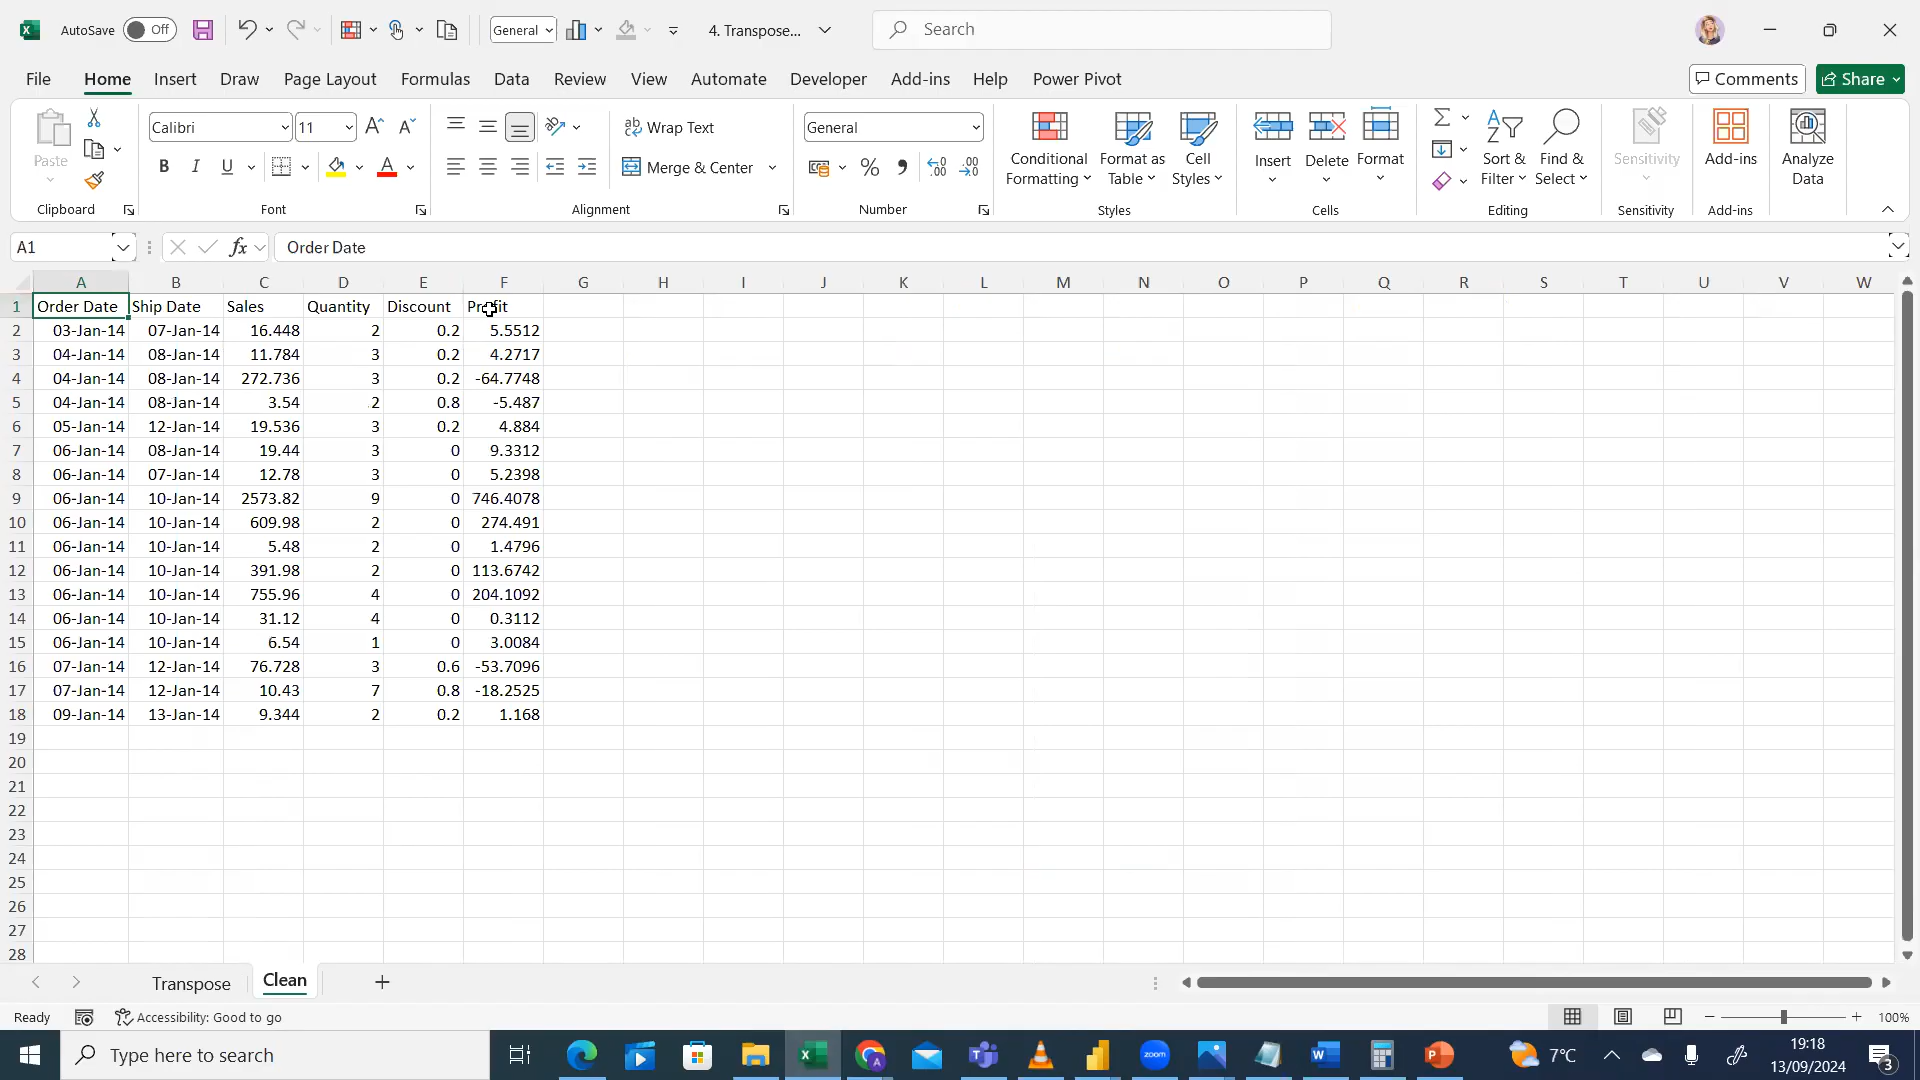 AutoSave Off General 4. Transpose... Search
File Home Insert Draw Page Layout Formulas Data Review View Automate Developer Add-ins Help Power Pivot Comments Share
Paste Calibri 11 Wrap Text General Conditional Formatting Format as Table Cell Styles Insert Delete Format Sort & Filter Find & Select Sensitivity Add-ins Analyze Data
B I U Merge & Center
Clipboard Font Alignment Number Styles Cells Editing Sensitivity Add-ins
A1 fx Order Date
A B C D E F G H I J K L M N O P Q R S T U V W
1 Order Date Ship Date Sales Quantity Discount Profit
2 03-Jan-14 07-Jan-14 16.448 2 0.2 5.5512
3 04-Jan-14 08-Jan-14 11.784 3 0.2 4.2717
4 04-Jan-14 08-Jan-14 272.736 3 0.2 -64.7748
5 04-Jan-14 08-Jan-14 3.54 2 0.8 -5.487
6 05-Jan-14 12-Jan-14 19.536 3 0.2 4.884
7 06-Jan-14 08-Jan-14 19.44 3 0 9.3312
8 06-Jan-14 07-Jan-14 12.78 3 0 5.2398
9 06-Jan-14 10-Jan-14 2573.82 9 0 746.4078
10 06-Jan-14 10-Jan-14 609.98 2 0 274.491
11 06-Jan-14 10-Jan-14 5.48 2 0 1.4796
12 06-Jan-14 10-Jan-14 391.98 2 0 113.6742
13 06-Jan-14 10-Jan-14 755.96 4 0 204.1092
14 06-Jan-14 10-Jan-14 31.12 4 0 0.3112
15 06-Jan-14 10-Jan-14 6.54 1 0 3.0084
16 07-Jan-14 12-Jan-14 76.728 3 0.6 -53.7096
17 07-Jan-14 12-Jan-14 10.43 7 0.8 -18.2525
18 09-Jan-14 13-Jan-14 9.344 2 0.2 1.168
19
20
21
22
23
24
25
26
27
28
Transpose Clean
Ready Accessibility: Good to go 100%
Type here to search zoom 7°C 19:18
13/09/2024 3